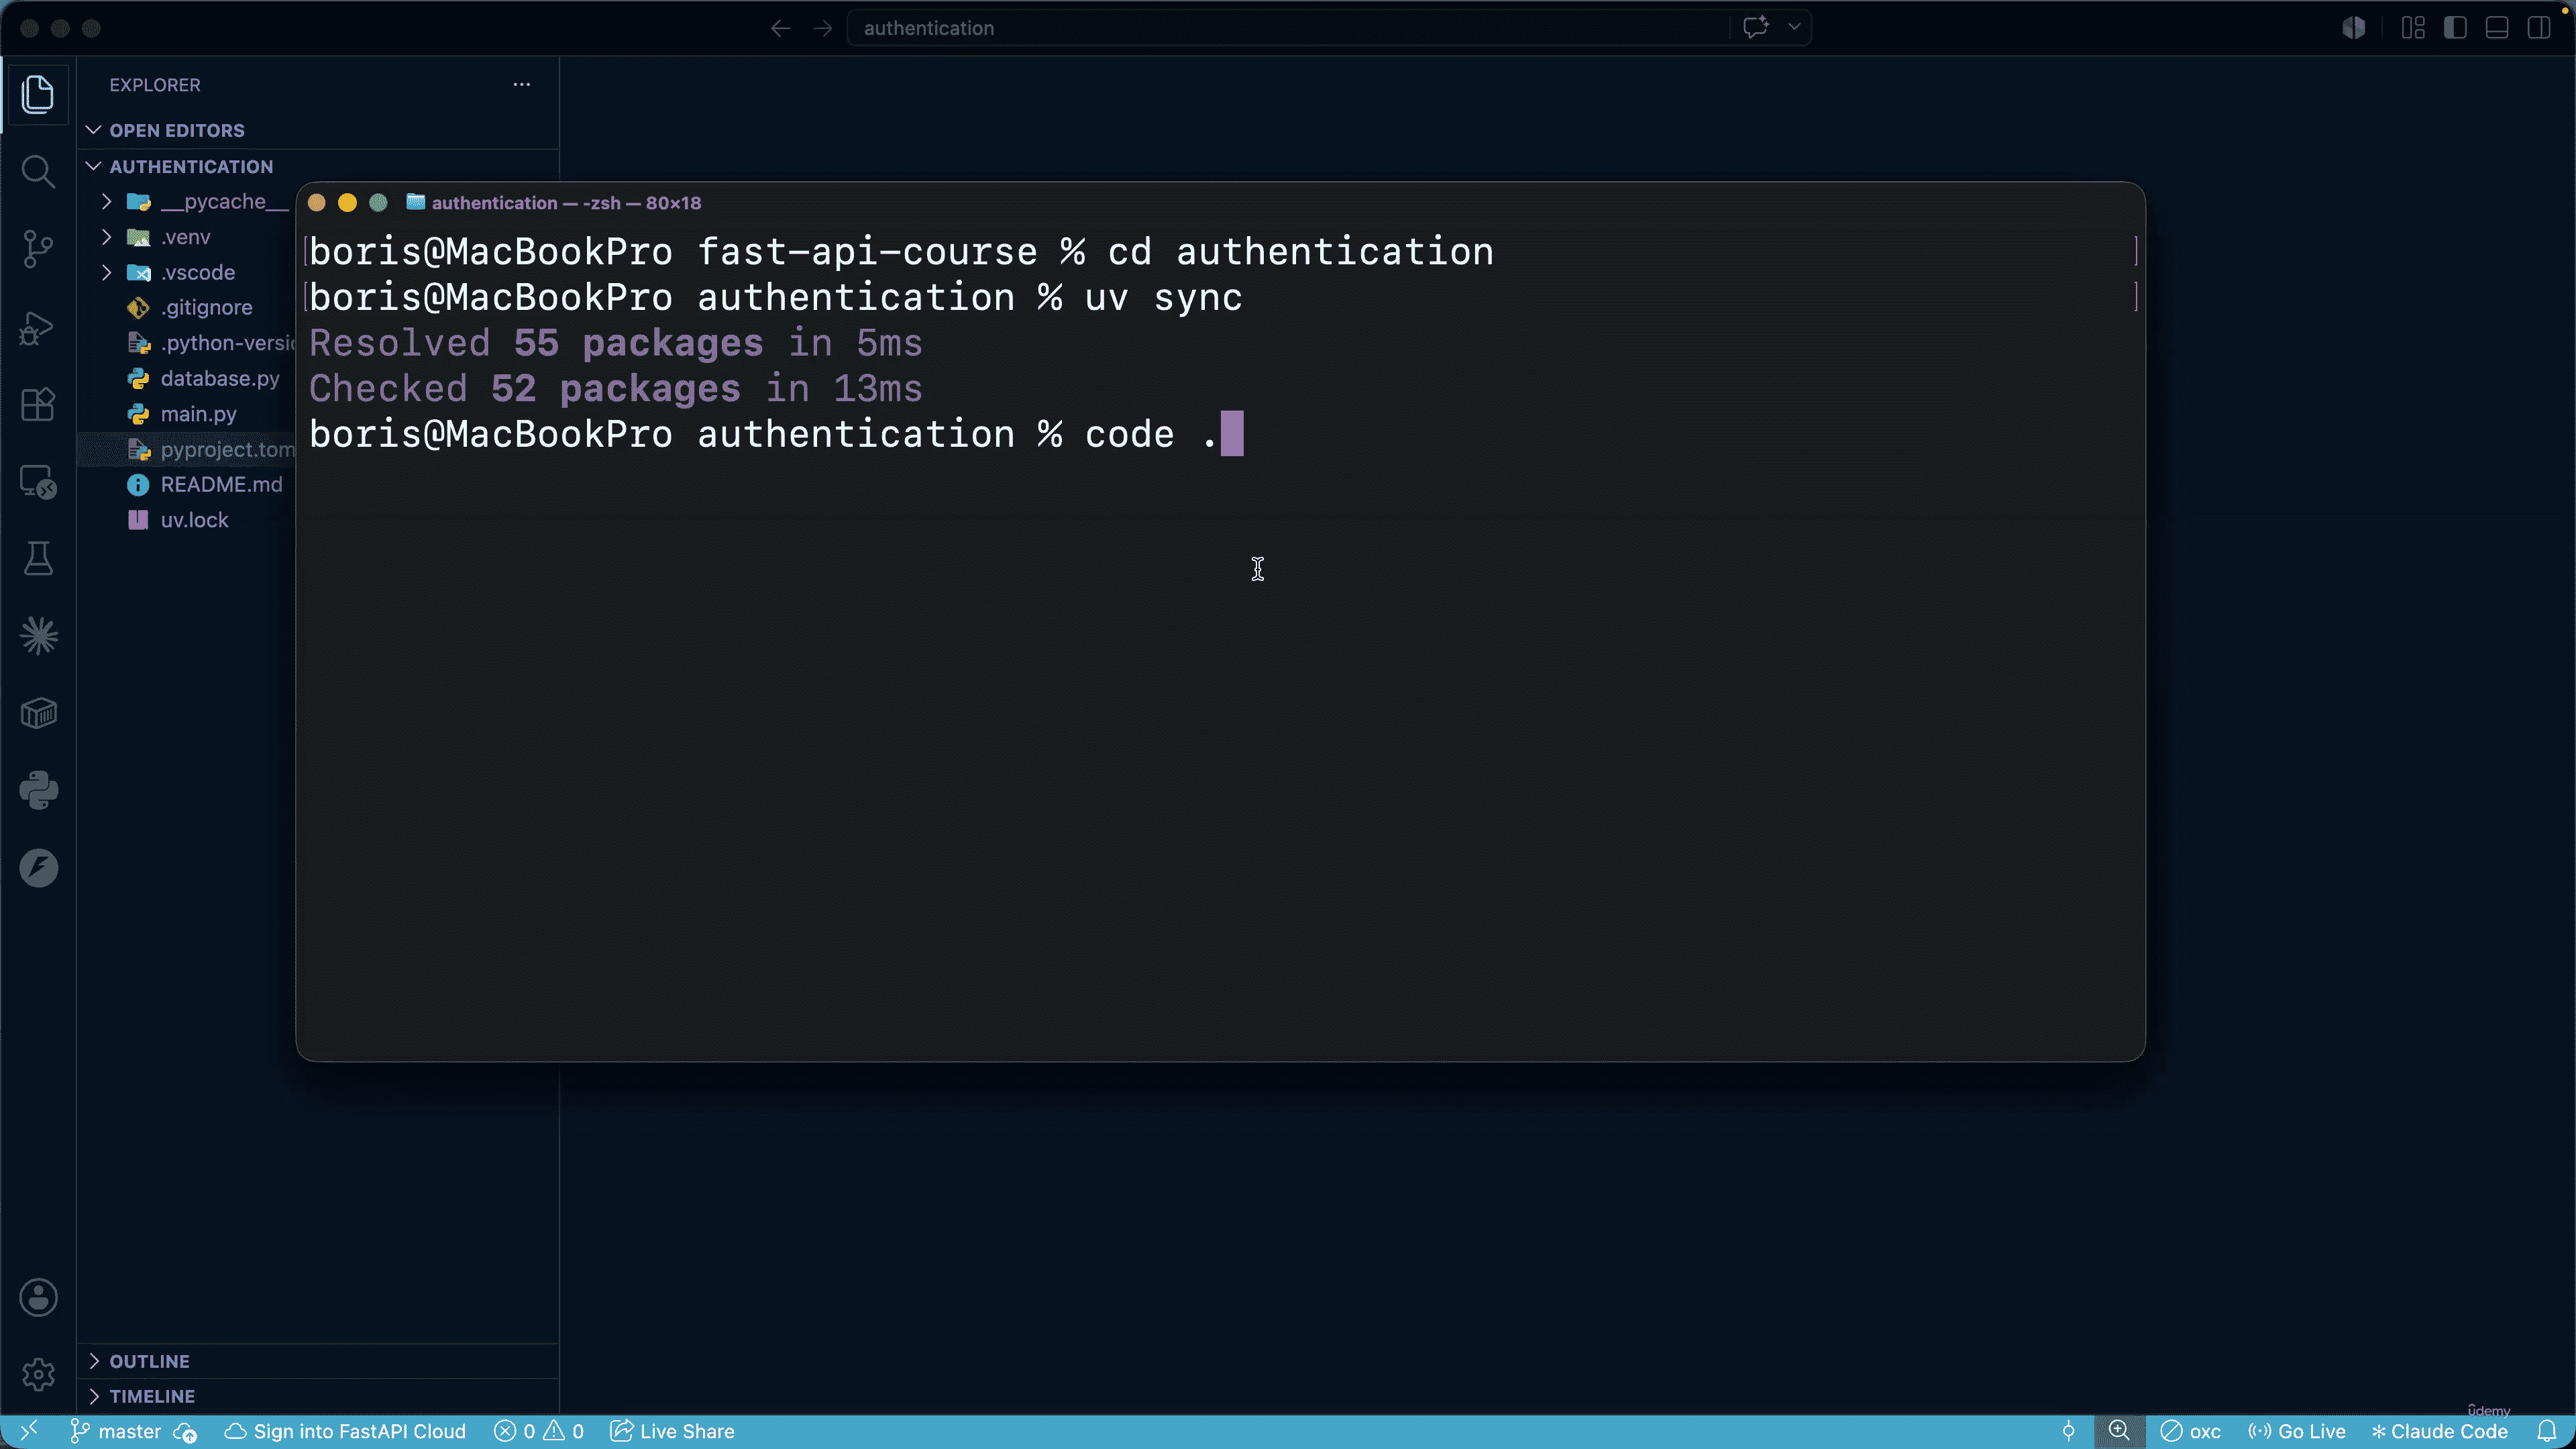 authentication
EXPLORER
OPEN EDITORS
AUTHENTICATION
__pycache__
.venv
.vscode
.gitignore
.python-versio
database.py
main.py
pyproject.tom
README.md
uv.lock
authentication — -zsh — 80×18
boris@MacBookPro fast-api-course % cd authentication
boris@MacBookPro authentication % uv sync
Resolved 55 packages in 5ms
Checked 52 packages in 13ms
boris@MacBookPro authentication % code .
OUTLINE
TIMELINE
udemy
master
Sign into FastAPI Cloud
0
0
Live Share
oxc
Go Live
Claude Code